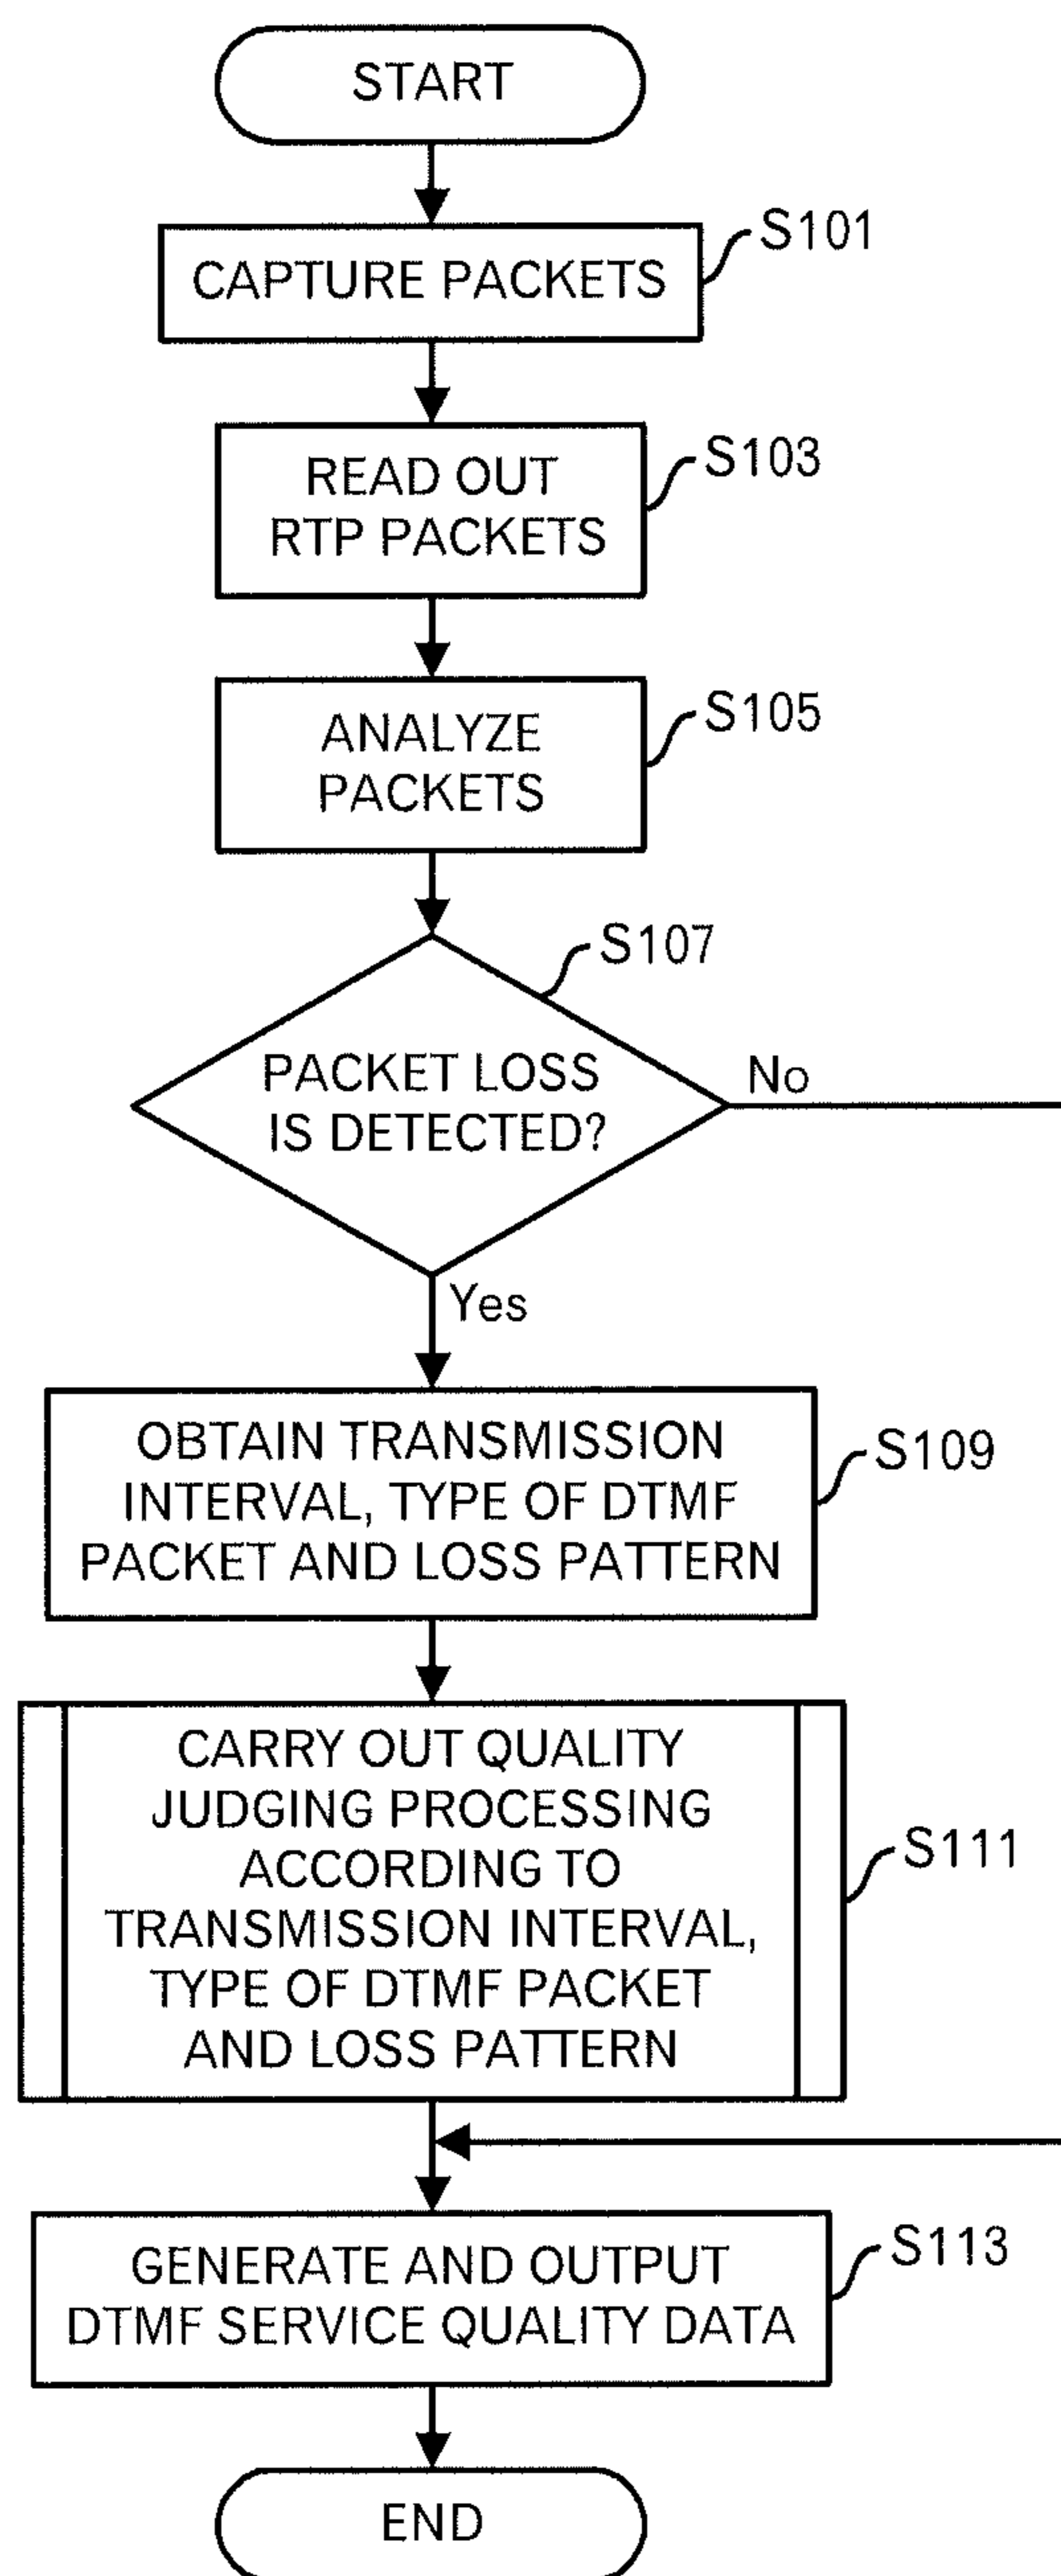 START
S101
CAPTURE PACKETS
S103
READ OUT
RTP PACKETS
S105
ANALYZE
PACKETS
S107
PACKET LOSS
IS DETECTED?
No
Yes
OBTAIN TRANSMISSION
INTERVAL, TYPE OF DTMF
PACKET AND LOSS PATTERN
S109
CARRY OUT QUALITY
JUDGING PROCESSING
ACCORDING TO
TRANSMISSION INTERVAL,
TYPE OF DTMF PACKET
AND LOSS PATTERN
S111
GENERATE AND OUTPUT
DTMF SERVICE QUALITY DATA
S113
END